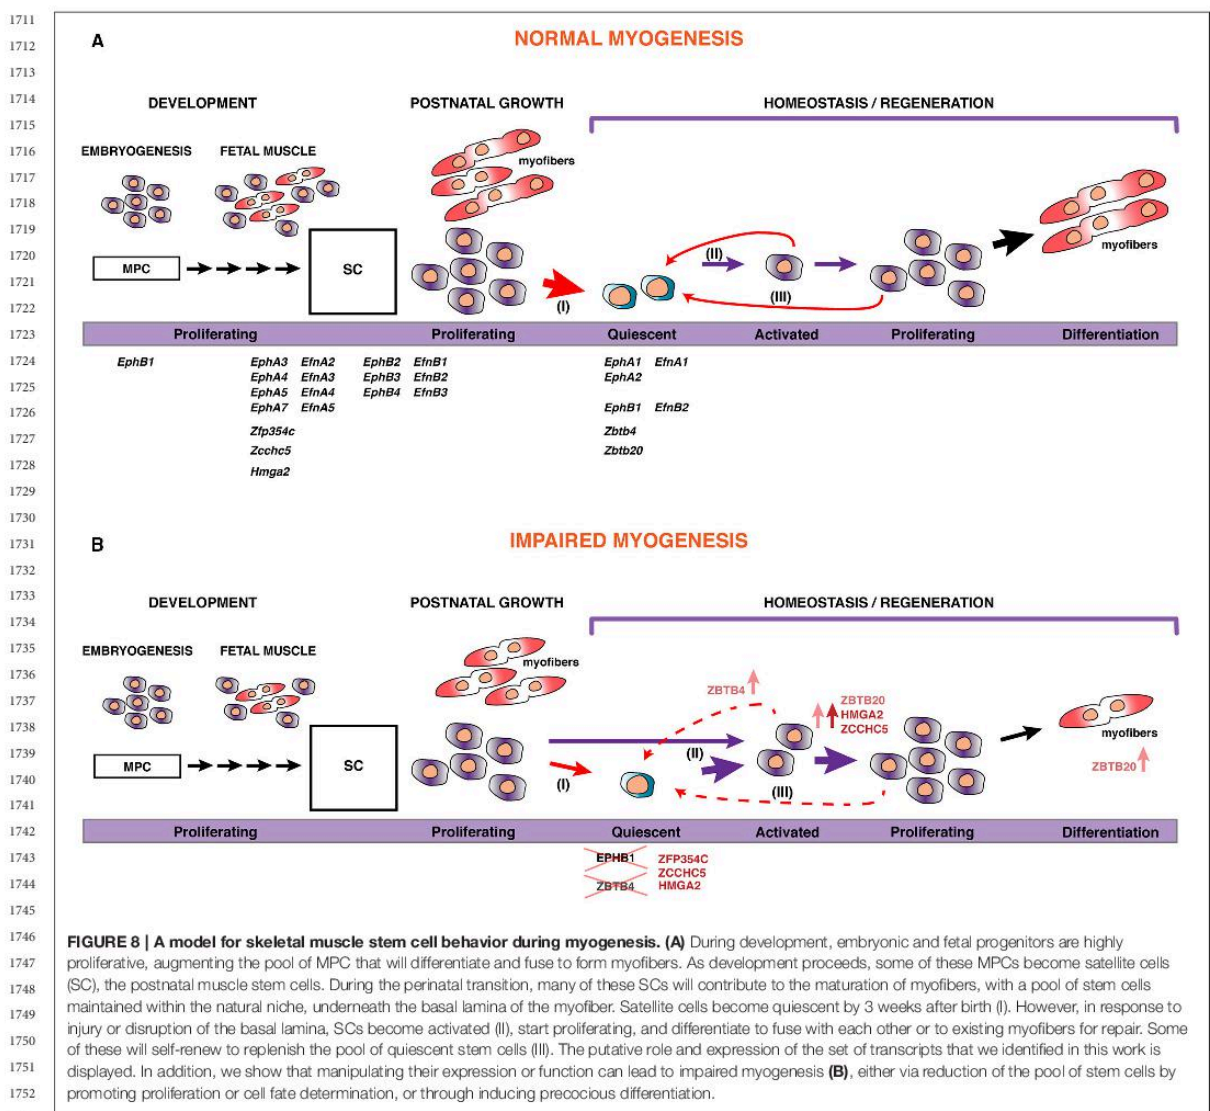 1711
1712
1713
1714
1715
1716
1717
1718
1719
1720
1721
1722
1723
1724
1725
1726
1727
1728
1729
1730
1731
1732
1733
1734
1735
1736
1737
1738
1739
1740
1741
1742
1743
1744
1745
1746
1747
1748
1749
1750
1751
1752
A
NORMAL MYOGENESIS
DEVELOPMENT POSTNATAL GROWTH HOMEOSTASIS / REGENERATION
EMBRYOGENESIS FETAL MUSCLE
myofibers
myofibers
MPC SC (I) (II) (III)
Proliferating Proliferating Quiescent Activated Proliferating Differentiation
EphB1 EphA3 EfnA2 EphB2 EfnB1 EphA1 EfnA1
EphA4 EfnA3 EphB3 EfnB2 EphA2
EphA5 EfnA4 EphB4 EfnB3
EphA7 EfnA5 EphB1 EfnB2
Zfp354c Zbtb4
Zcchc5 Zbtb20
Hmga2
B
IMPAIRED MYOGENESIS
DEVELOPMENT POSTNATAL GROWTH HOMEOSTASIS / REGENERATION
EMBRYOGENESIS FETAL MUSCLE
myofibers
ZBTB4
ZBTB20
HMGA2
ZCCHC5
myofibers
ZBTB20
MPC SC (I) (II) (III)
Proliferating Proliferating Quiescent Activated Proliferating Differentiation
EPHB1 ZFP354C
ZCCHC5
ZBTB4 HMGA2
FIGURE 8 | A model for skeletal muscle stem cell behavior during myogenesis. (A) During development, embryonic and fetal progenitors are highly
proliferative, augmenting the pool of MPC that will differentiate and fuse to form myofibers. As development proceeds, some of these MPCs become satellite cells
(SC), the postnatal muscle stem cells. During the perinatal transition, many of these SCs will contribute to the maturation of myofibers, with a pool of stem cells
maintained within the natural niche, underneath the basal lamina of the myofiber. Satellite cells become quiescent by 3 weeks after birth (I). However, in response to
injury or disruption of the basal lamina, SCs become activated (II), start proliferating, and differentiate to fuse with each other or to existing myofibers for repair. Some
of these will self-renew to replenish the pool of quiescent stem cells (III). The putative role and expression of the set of transcripts that we identified in this work is
displayed. In addition, we show that manipulating their expression or function can lead to impaired myogenesis (B), either via reduction of the pool of stem cells by
promoting proliferation or cell fate determination, or through inducing precocious differentiation.